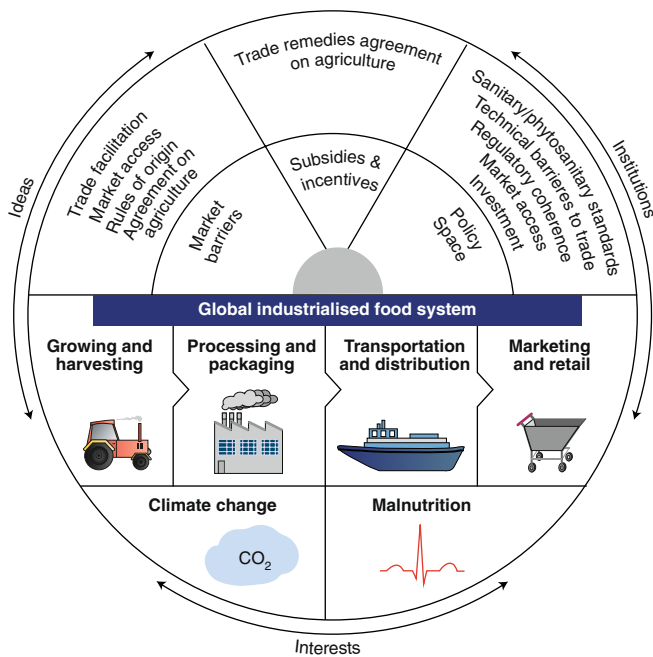 Trade remedies agreement
on agriculture
Subsidies &
incentives
Trade facilitation
Market access
Rules of origin
Agreement on
agriculture
Market
barriers
Sanitary/phytosanitary standards
Technical barrieres to trade
Regulatory coherence
Market access
Investment
Policy
Space
Ideas
Institutions
Global industrialised food system
Growing and
harvesting
Processing and
packaging
Transportation
and distribution
Marketing
and retail
Climate change
CO₂
Malnutrition
Interests